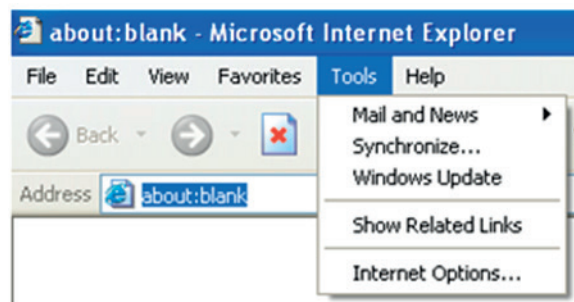 about:blank - Microsoft Internet Explorer
File Edit View Favorites Tools Help
Back
Address about:blank
Mail and News
Synchronize...
Windows Update
Show Related Links
Internet Options...